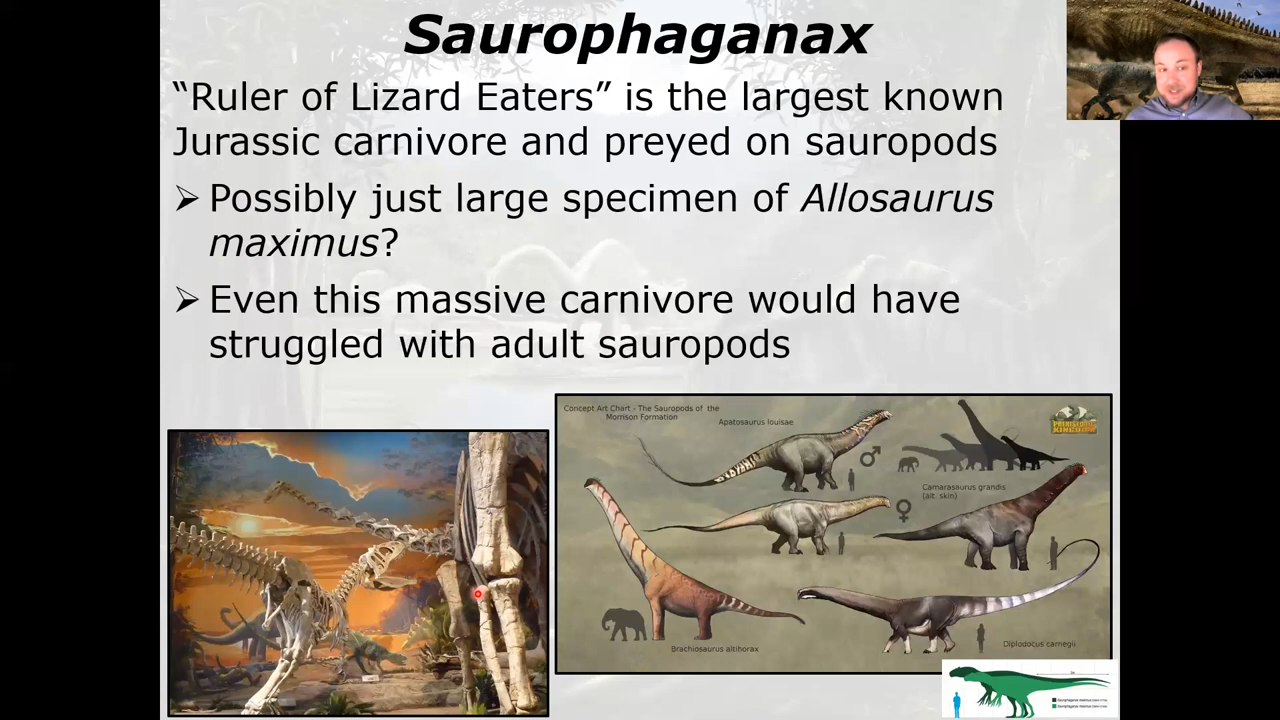 Saurophaganax
“Ruler of Lizard Eaters” is the largest known
Jurassic carnivore and preyed on sauropods
➢ Possibly just large specimen of Allosaurus
maximus?
➢ Even this massive carnivore would have
struggled with adult sauropods
Concept Art Chart - The Sauropods of the
Morrison Formation
Apatosaurus louisae
PREHISTORIC
KINGDOM
Camarasaurus grandis
(alt. skin)
Brachiosaurus altithorax
Diplodocus carnegii